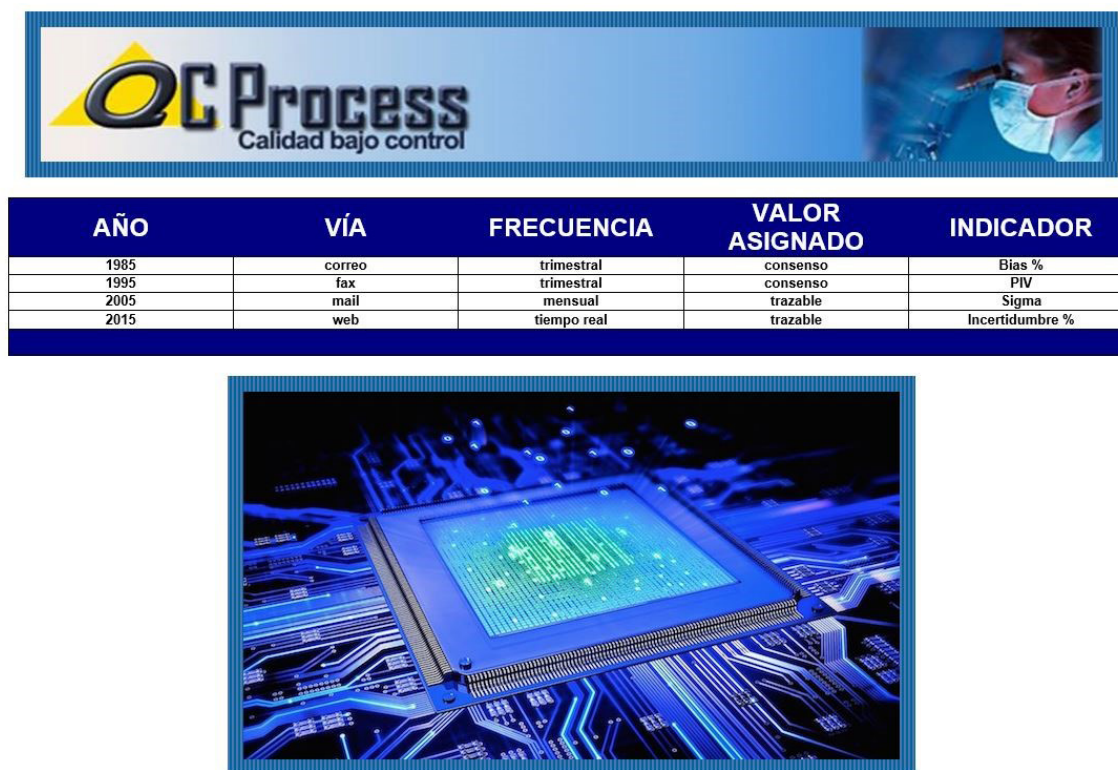 QC Process
Calidad bajo control
AÑO VÍA FRECUENCIA VALOR ASIGNADO INDICADOR
1985 correo trimestral consenso Bias %
1995 fax trimestral consenso PIV
2005 mail mensual trazable Sigma
2015 web tiempo real trazable Incertidumbre %